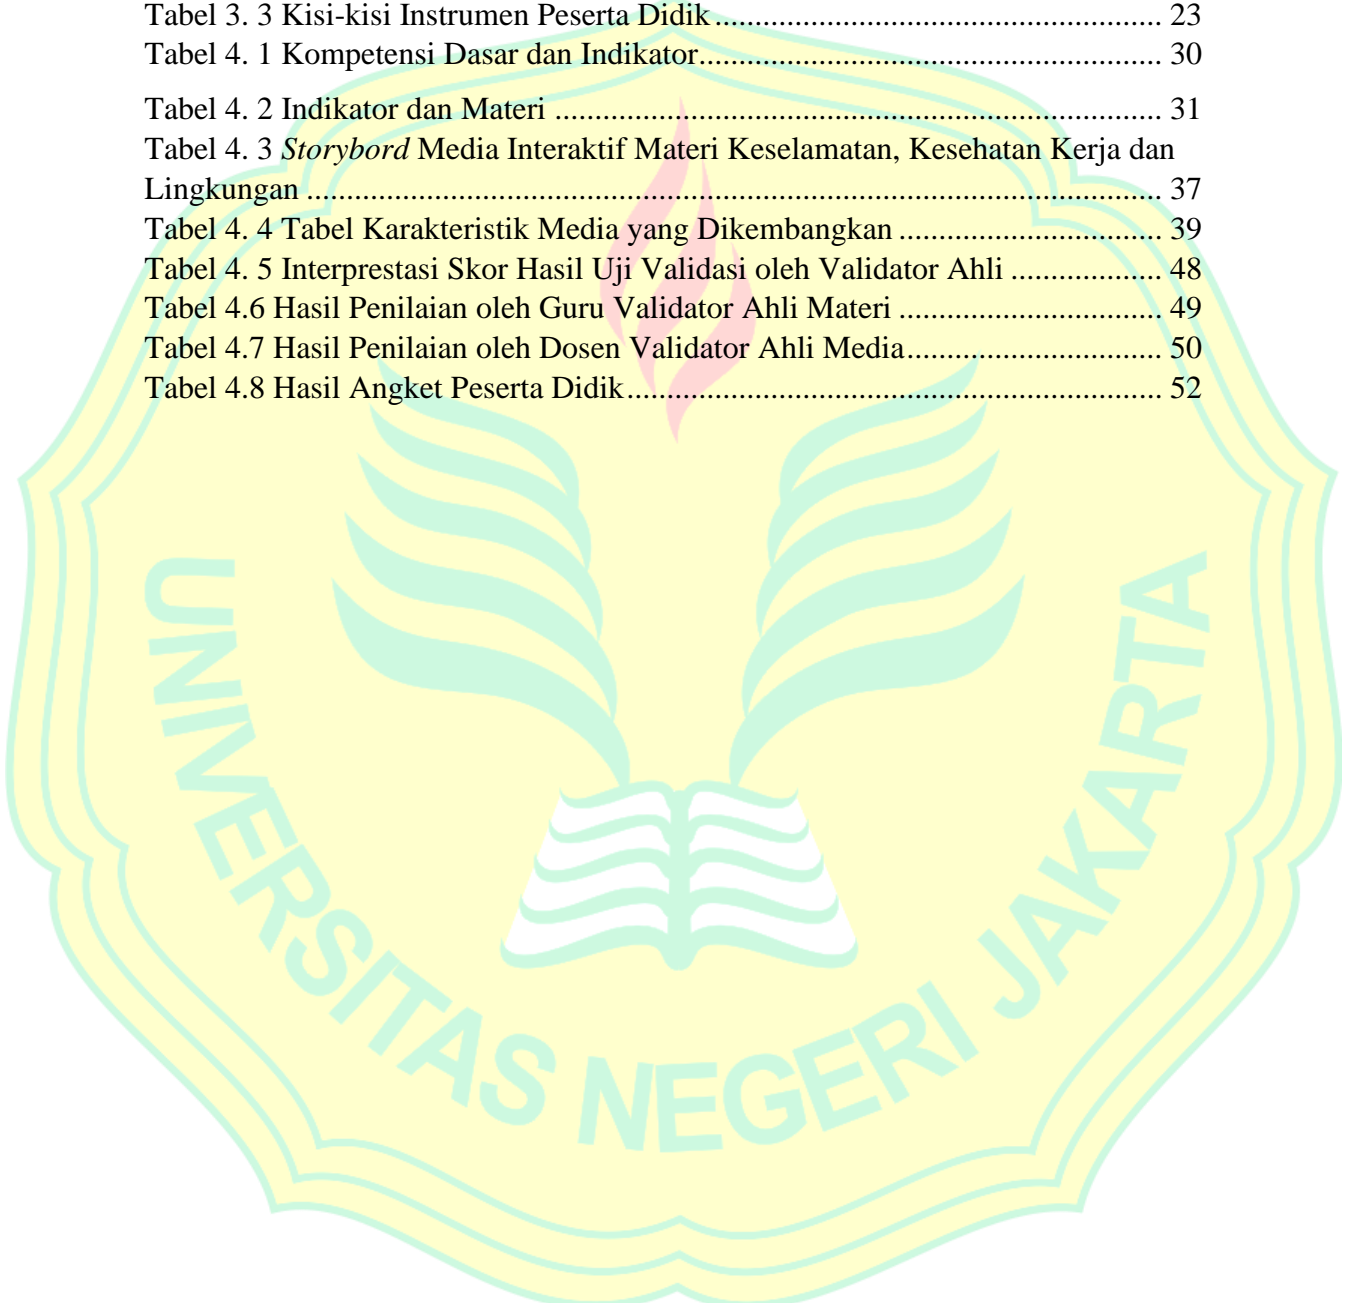 Tabel 3. 3 Kisi-kisi Instrumen Peserta Didik........................................................ 23
Tabel 4. 1 Kompetensi Dasar dan Indikator.......................................................... 30
Tabel 4. 2 Indikator dan Materi ............................................................................ 31
Tabel 4. 3 Storybord Media Interaktif Materi Keselamatan, Kesehatan Kerja dan
Lingkungan ........................................................................................................... 37
Tabel 4. 4 Tabel Karakteristik Media yang Dikembangkan ................................. 39
Tabel 4. 5 Interprestasi Skor Hasil Uji Validasi oleh Validator Ahli ................... 48
Tabel 4.6 Hasil Penilaian oleh Guru Validator Ahli Materi ................................. 49
Tabel 4.7 Hasil Penilaian oleh Dosen Validator Ahli Media................................ 50
Tabel 4.8 Hasil Angket Peserta Didik................................................................... 52
UNIVERSITAS NEGERI JAKARTA